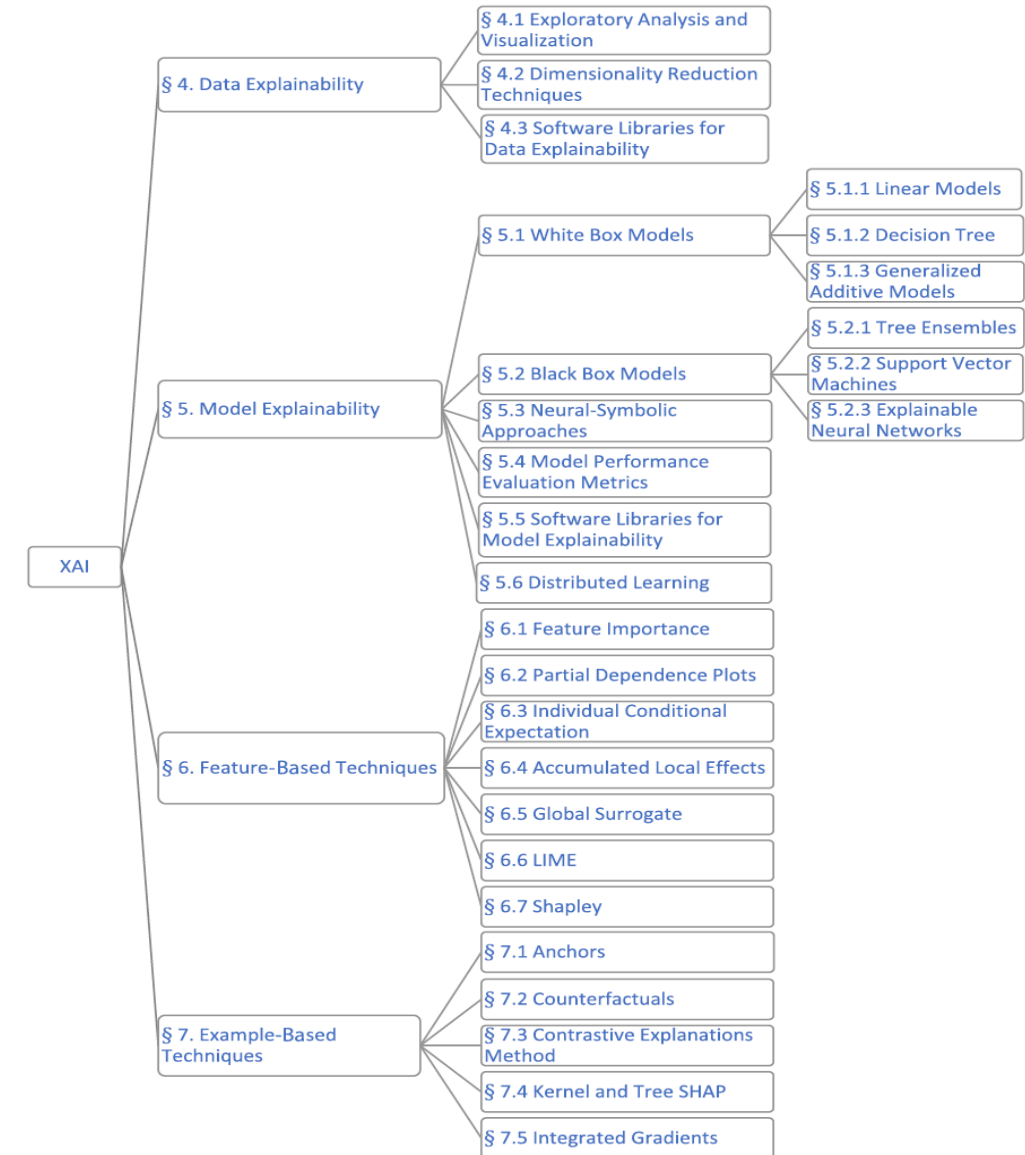 XAI
§ 4. Data Explainability
§ 4.1 Exploratory Analysis and
Visualization
§ 4.2 Dimensionality Reduction
Techniques
§ 4.3 Software Libraries for
Data Explainability
§ 5. Model Explainability
§ 5.1 White Box Models
§ 5.1.1 Linear Models
§ 5.1.2 Decision Tree
§ 5.1.3 Generalized
Additive Models
§ 5.2 Black Box Models
§ 5.2.1 Tree Ensembles
§ 5.2.2 Support Vector
Machines
§ 5.2.3 Explainable
Neural Networks
§ 5.3 Neural-Symbolic
Approaches
§ 5.4 Model Performance
Evaluation Metrics
§ 5.5 Software Libraries for
Model Explainability
§ 5.6 Distributed Learning
§ 6. Feature-Based Techniques
§ 6.1 Feature Importance
§ 6.2 Partial Dependence Plots
§ 6.3 Individual Conditional
Expectation
§ 6.4 Accumulated Local Effects
§ 6.5 Global Surrogate
§ 6.6 LIME
§ 6.7 Shapley
§ 7. Example-Based
Techniques
§ 7.1 Anchors
§ 7.2 Counterfactuals
§ 7.3 Contrastive Explanations
Method
§ 7.4 Kernel and Tree SHAP
§ 7.5 Integrated Gradients